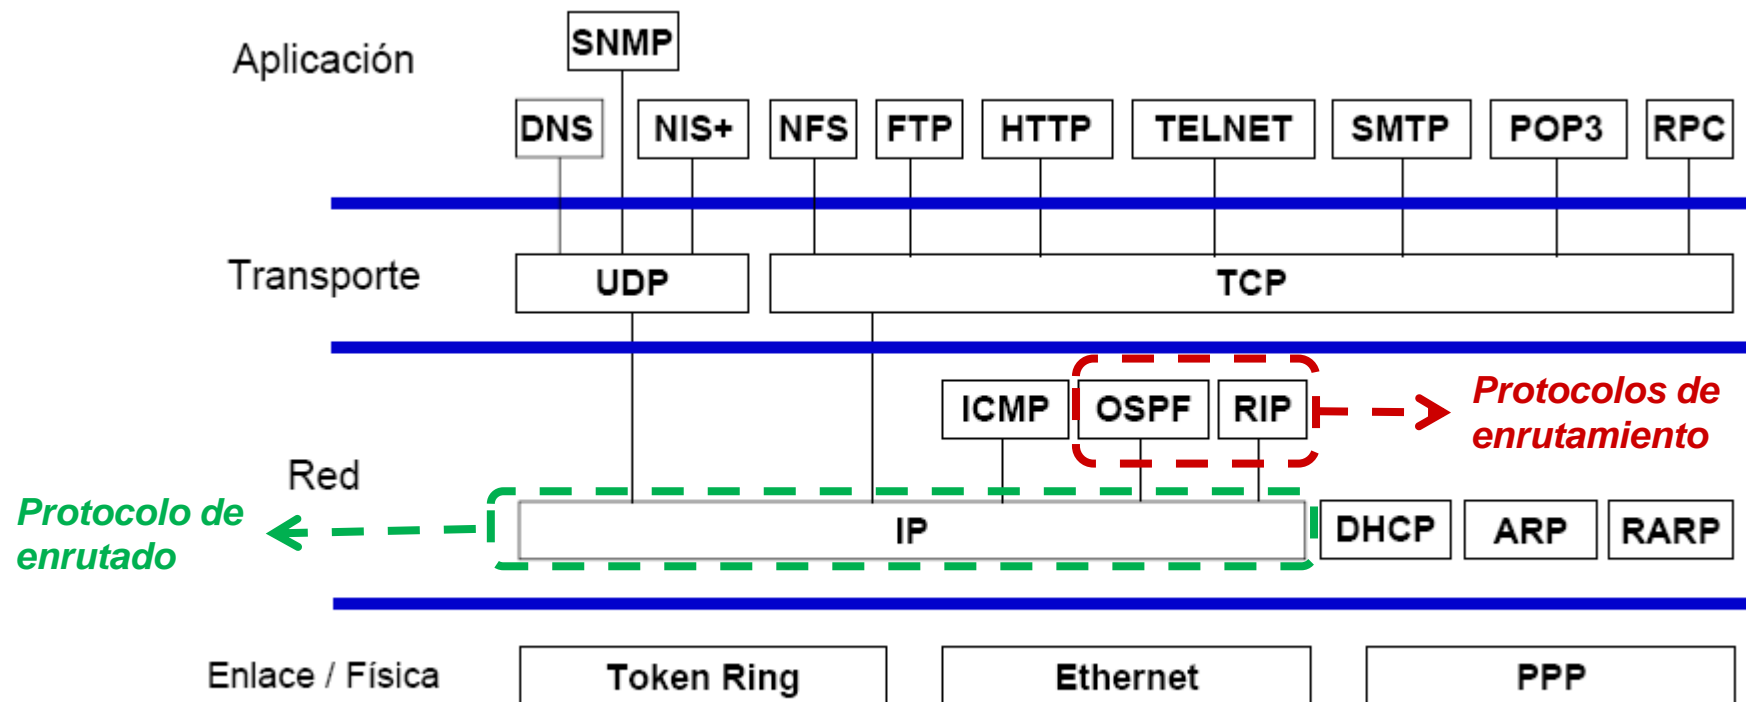 Aplicación
SNMP
DNS NIS+ NFS FTP HTTP TELNET SMTP POP3 RPC
Transporte
UDP TCP
ICMP OSPF RIP
Protocolos de
enrutamiento
Red
Protocolo de
enrutado
IP DHCP ARP RARP
Enlace / Física
Token Ring Ethernet PPP